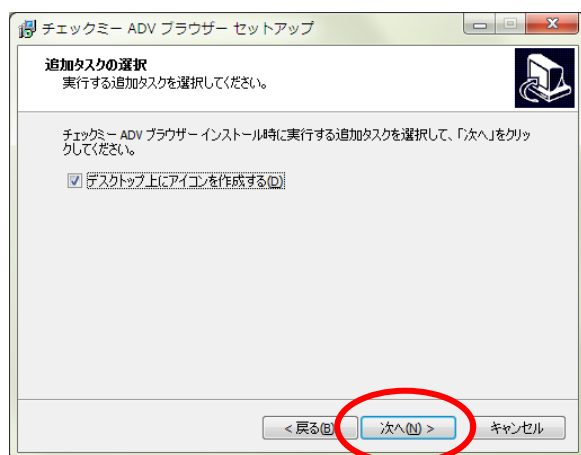 チェックミー ADV ブラウザー セットアップ
追加タスクの選択
実行する追加タスクを選択してください。
チェックミー ADV ブラウザー インストール時に実行する追加タスクを選択して、「次へ」をクリッ
クしてください。
デスクトップ上にアイコンを作成する(D)
< 戻る(B)
次へ(N) >
キャンセル